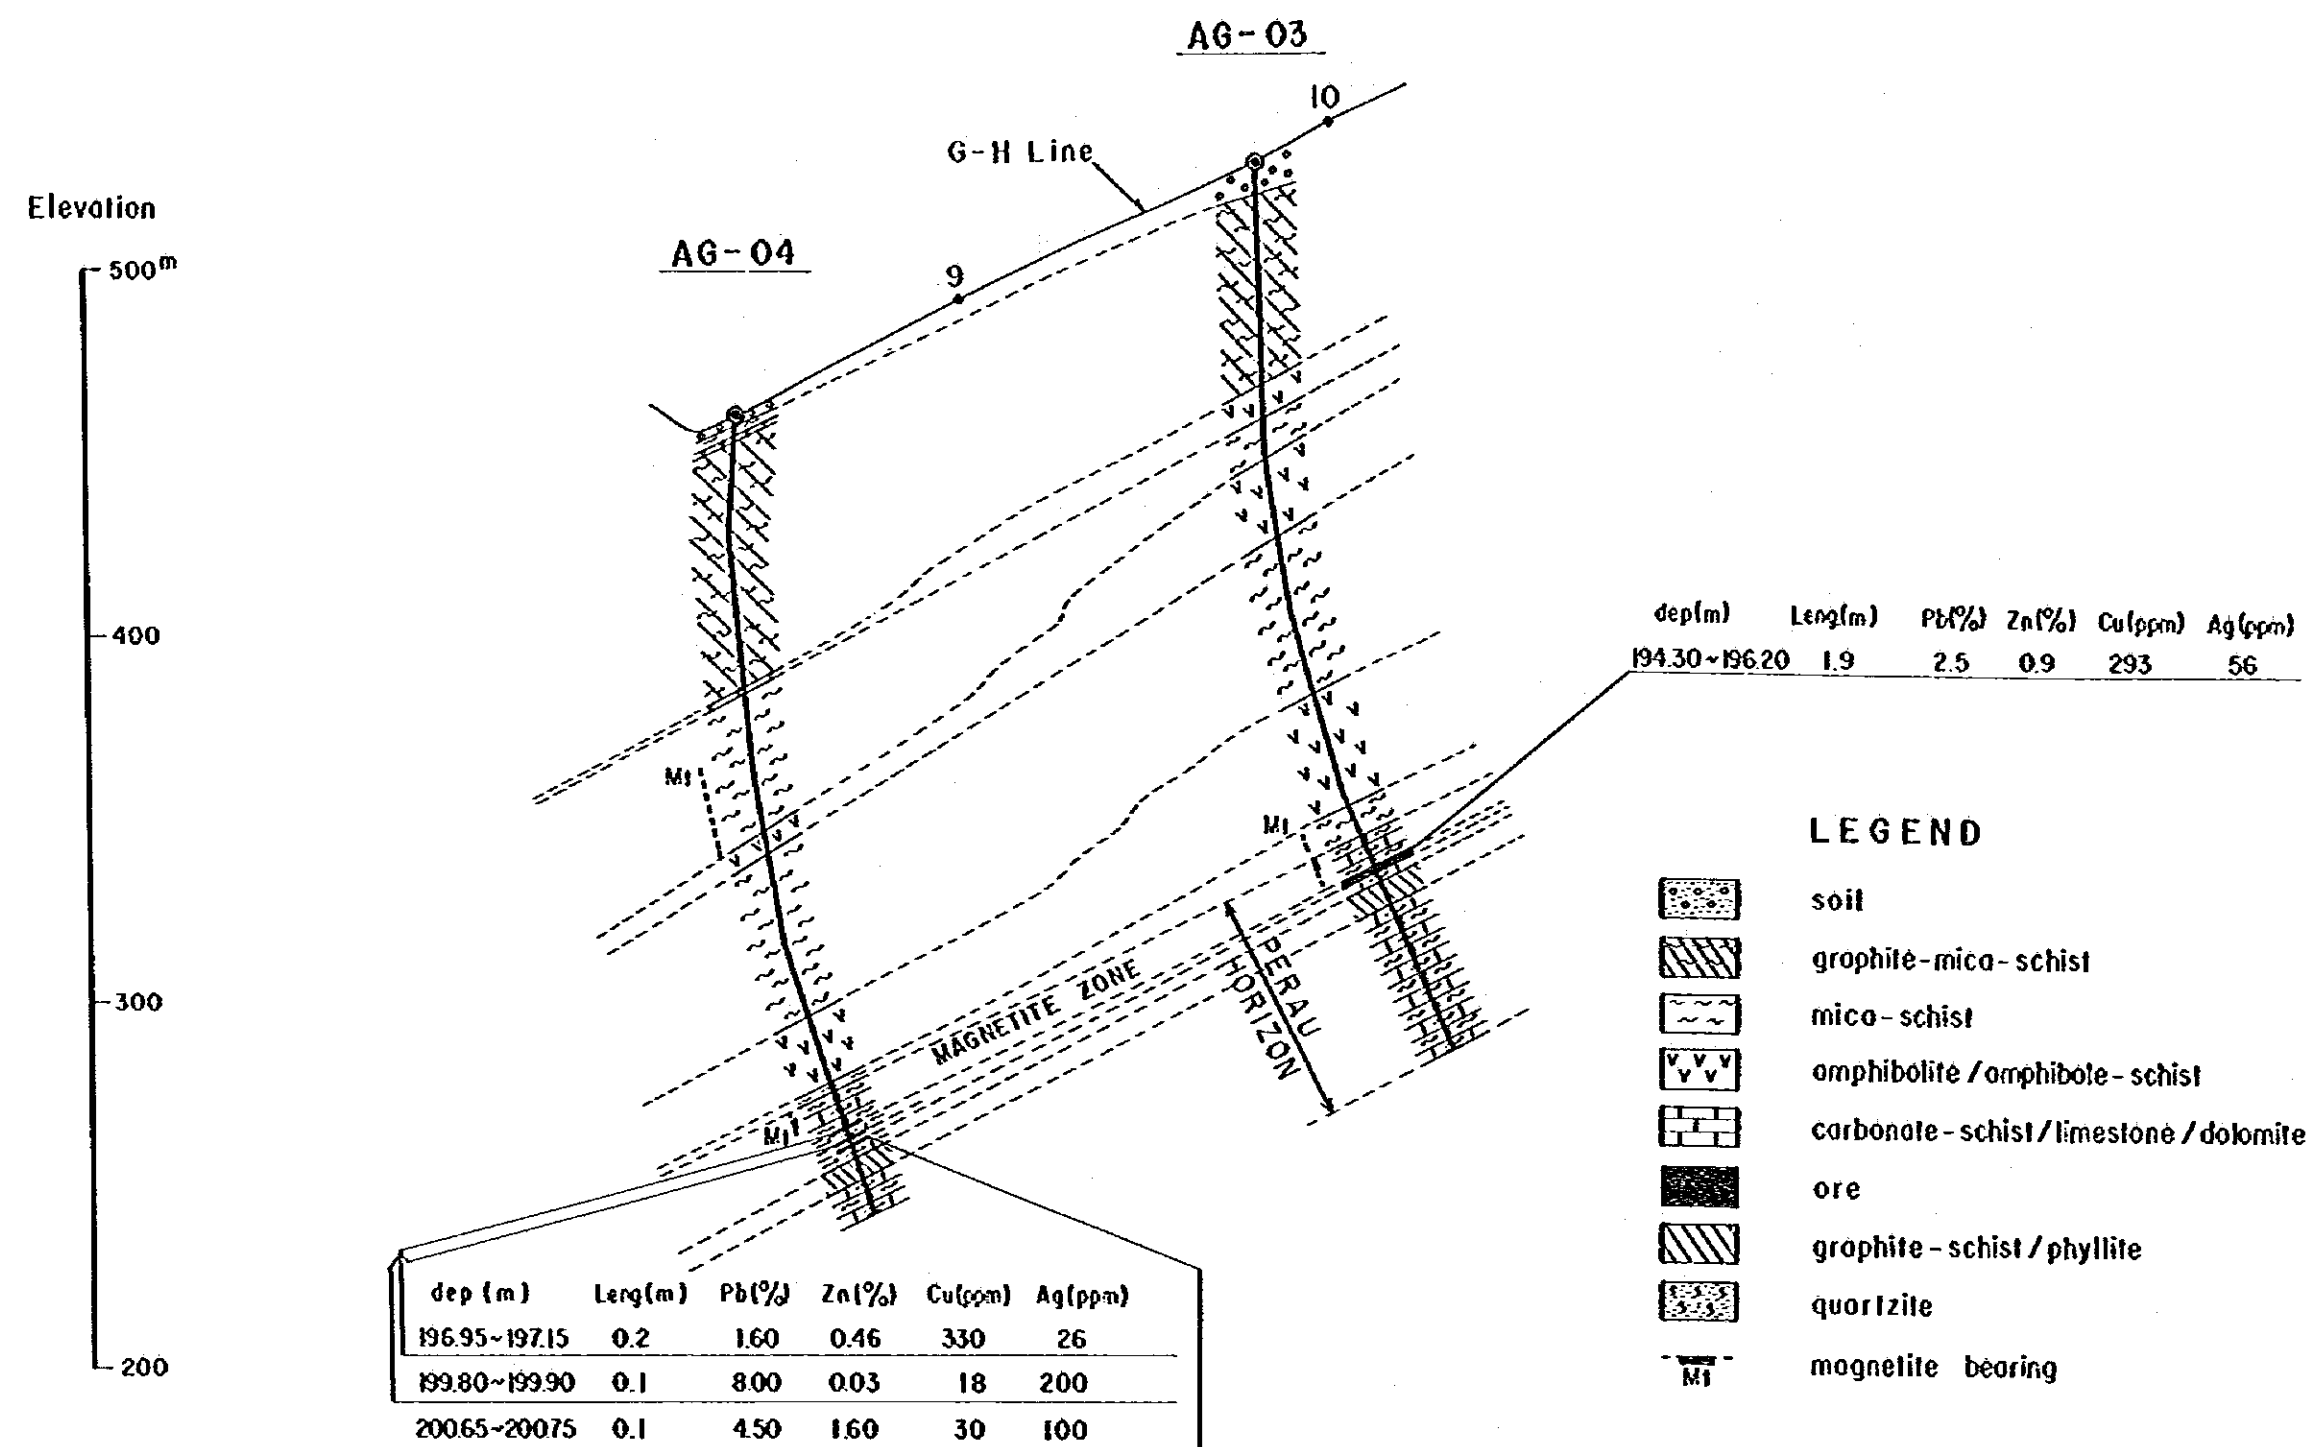 AG-03
10
G-H Line
Elevation
AG-04
500m
9
400
dep(m) Leng(m) Pb(%) Zn(%) Cu(ppm) Ag(ppm)
194.30~196.20 1.9 2.5 0.9 293 56
Mt
Mt
LEGEND
soil
graphite-mica-schist
mica-schist
amphibolite/amphibole-schist
carbonate-schist/limestone/dolomite
ore
graphite-schist/phyllite
quartzite
Mt magnetite bearing
PERAU
HORIZON
MAGNETITE ZONE
300
Mt
dep (m) Leng(m) Pb(%) Zn(%) Cu(ppm) Ag(ppm)
196.95~197.15 0.2 1.60 0.46 330 26
199.80~199.90 0.1 8.00 0.03 18 200
200.65~200.75 0.1 4.50 1.60 30 100
200